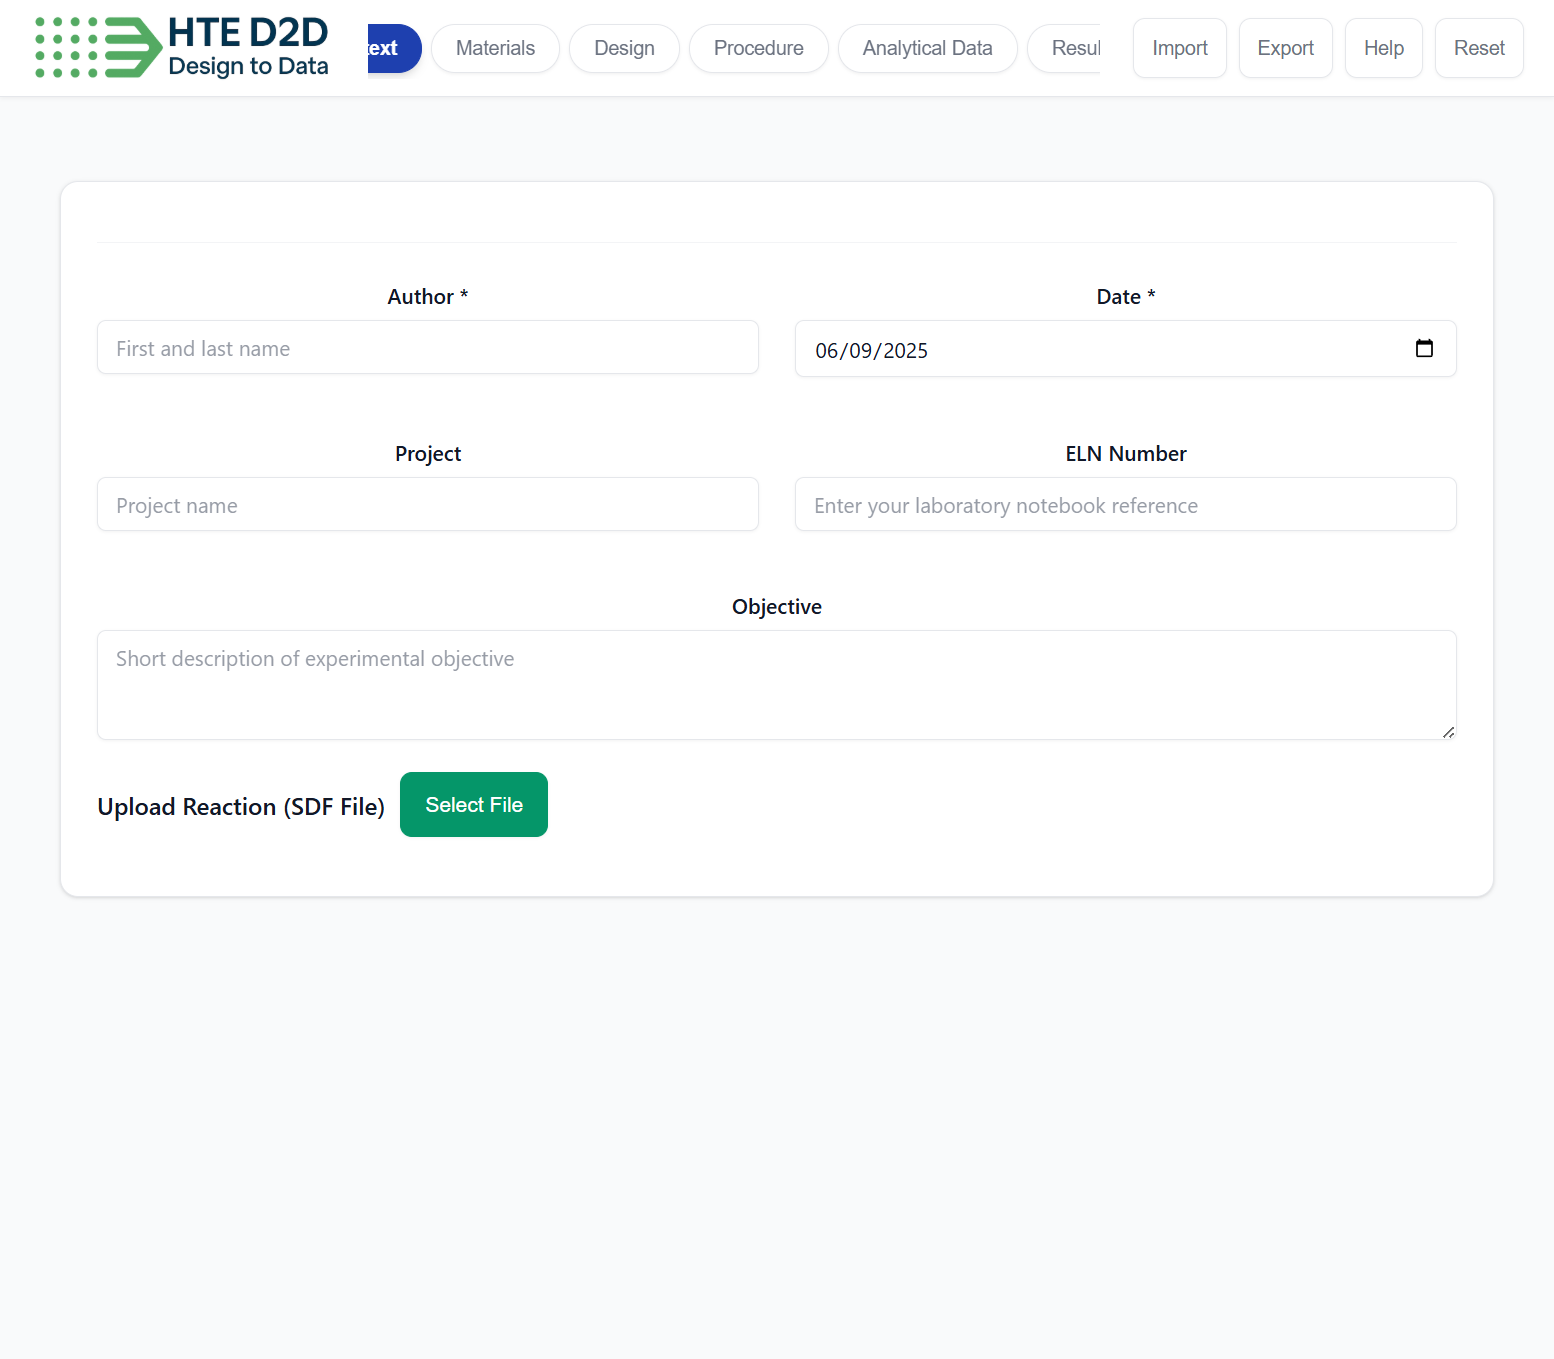 HTE D2D
Design to Data
text
Materials
Design
Procedure
Analytical Data
Resul
Import
Export
Help
Reset
Author *
Date *
First and last name
06/09/2025
Project
ELN Number
Project name
Enter your laboratory notebook reference
Objective
Short description of experimental objective
Upload Reaction (SDF File)
Select File